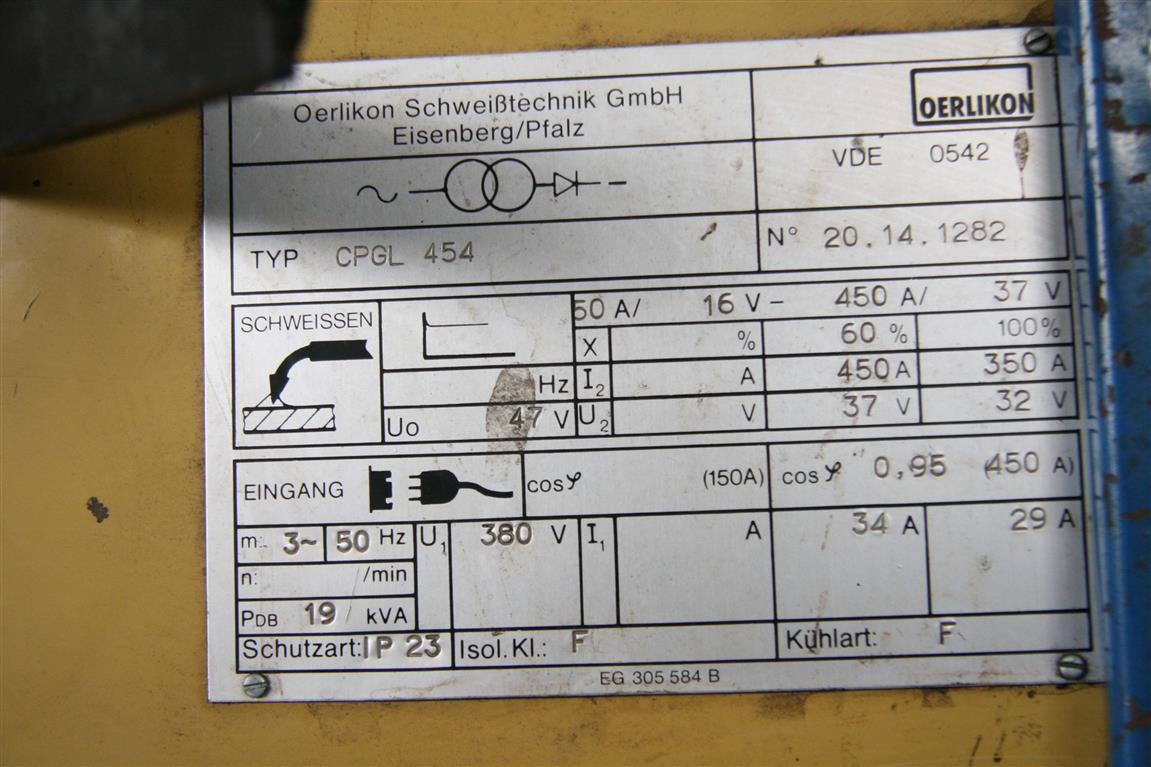 Oerlikon Schweißtechnik GmbH
Eisenberg/Pfalz
OERLIKON
VDE 0542
TYP CPGL 454
N° 20.14.1282
SCHWEISSEN
50 A/ 16 V - 450 A/ 37 V
X % 60 % 100%
Hz I₂ A 450 A 350 A
Uo 47 V U₂ V 37 V 32 V
EINGANG
cosφ (150A) cosφ 0,95 (450 A)
m: 3~ 50 Hz U₁ 380 V I₁ A 34 A 29 A
n: /min
PDB 19 / kVA
Schutzart: IP 23 Isol. Kl.: F Kühlart: F
EG 305 584 B